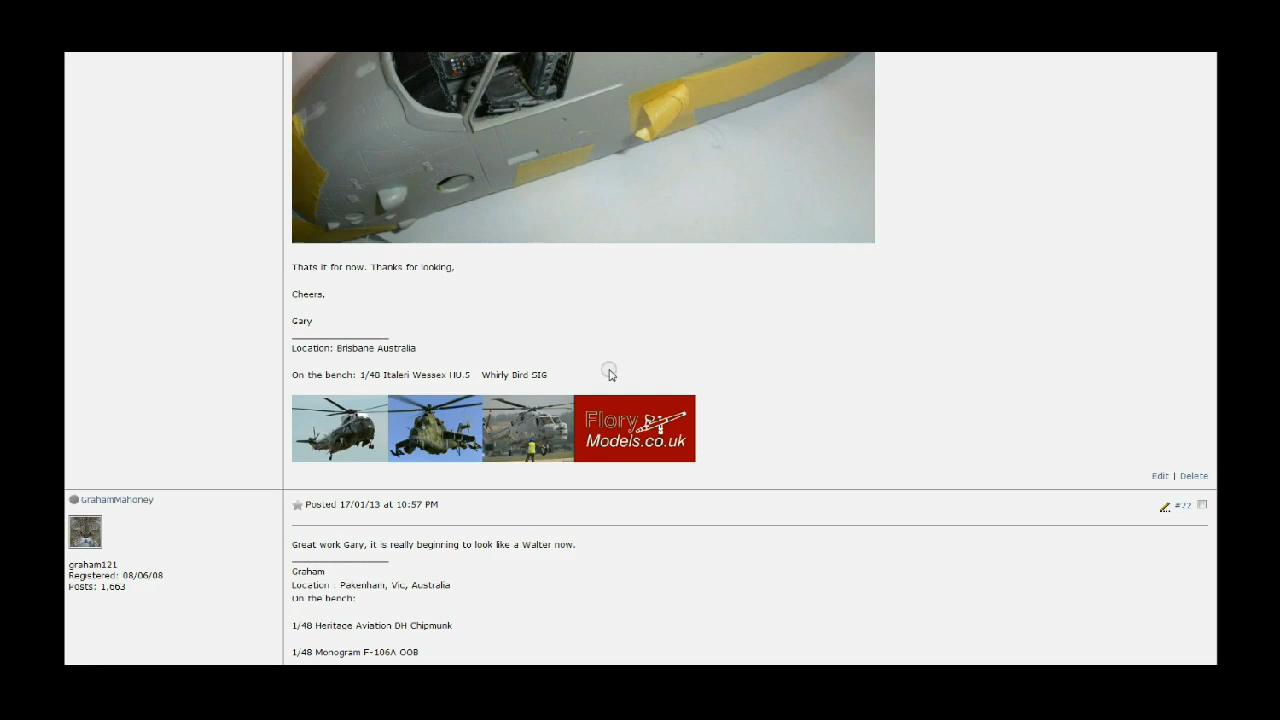 Thats it for now. Thanks for looking,
Cheers,
Gary
Location: Brisbane Australia
On the bench: 1/48 Italeri Wessex HU.5 Whirly Bird SIG
Flory
Models.co.uk
Edit | Delete
GrahamMahoney
Posted 17/01/13 at 10:57 PM
#22
graham121
Registered: 08/06/08
Posts: 1,663
Great work Gary, it is really beginning to look like a Walter now.
Graham
Location : Pakenham, Vic, Australia
On the bench:
1/48 Heritage Aviation DH Chipmunk
1/48 Monogram F-106A OOB